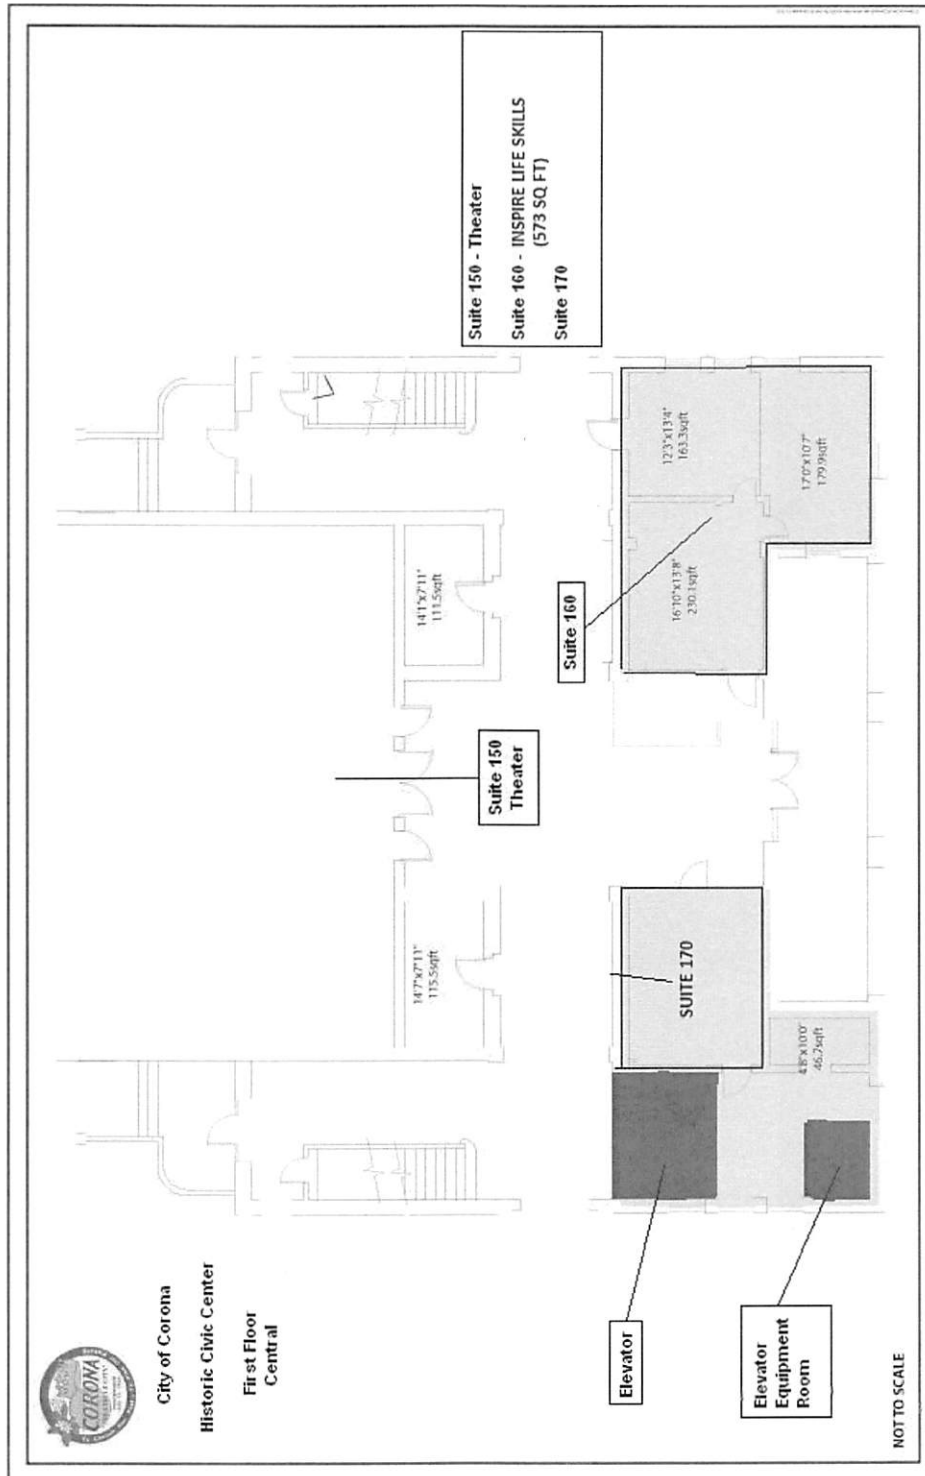 CORONA
City of Corona
Historic Civic Center
First Floor
Central
Suite 150 - Theater
Suite 160 - INSPIRE LIFE SKILLS
(573 SQ FT)
Suite 170
14'7"x7'11"
115.5sqft
14'1"x7'11"
111.5sqft
Suite 150
Theater
Suite 160
12'3"x13'4"
163.3sqft
16'10"x13'8"
230.1sqft
17'0"x10'7"
179.9sqft
SUITE 170
4'8"x10'0"
46.7sqft
Elevator
Elevator
Equipment
Room
NOT TO SCALE